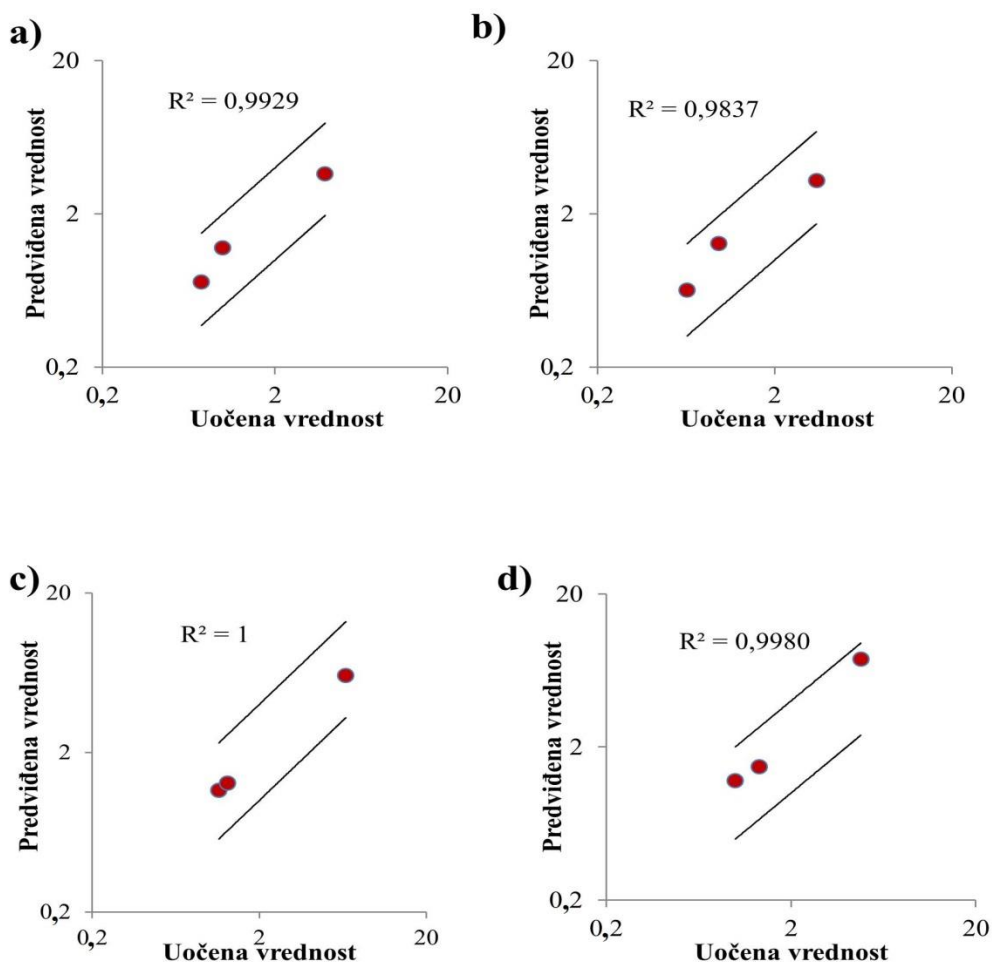 a)
20
R² = 0,9929
Predviđena vrednost
2
0,2
0,2
2
20
Uočena vrednost
b)
20
R² = 0,9837
Predviđena vrednost
2
0,2
0,2
2
20
Uočena vrednost
c)
20
R² = 1
Predviđena vrednost
2
0,2
0,2
2
20
Uočena vrednost
d)
20
R² = 0,9980
Predviđena vrednost
2
0,2
0,2
2
20
Uočena vrednost